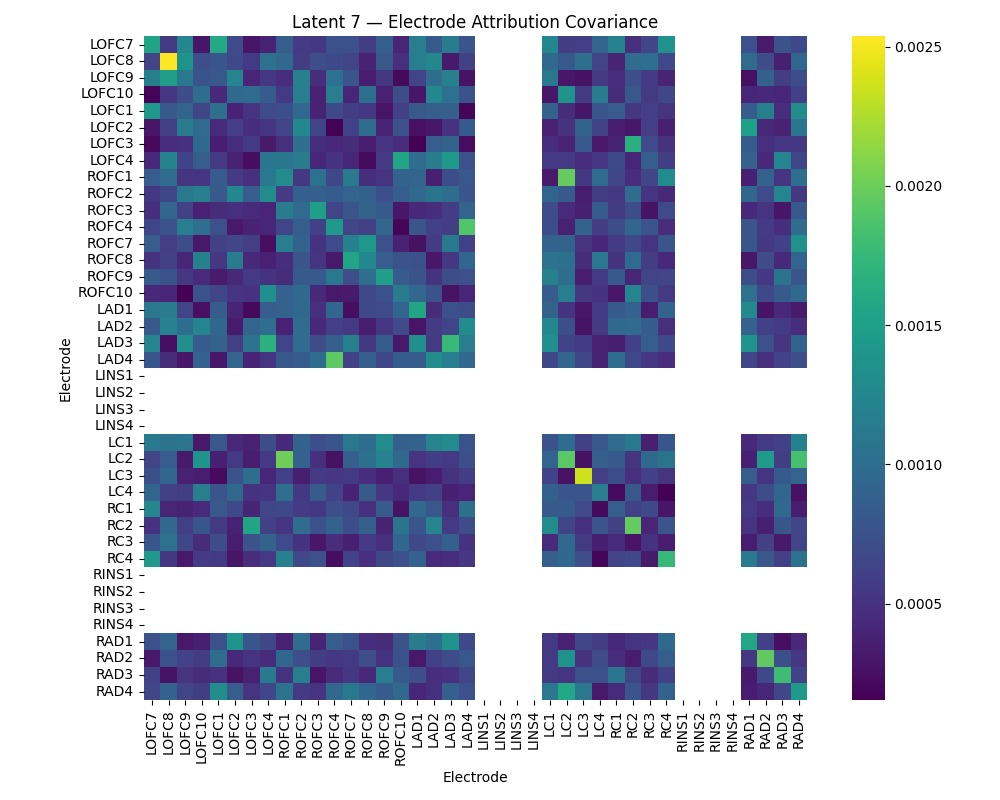 Latent 7 — Electrode Attribution Covariance
Electrode
LOFC7
LOFC8
LOFC9
LOFC10
LOFC1
LOFC2
LOFC3
LOFC4
ROFC1
ROFC2
ROFC3
ROFC4
ROFC7
ROFC8
ROFC9
ROFC10
LAD1
LAD2
LAD3
LAD4
LINS1
LINS2
LINS3
LINS4
LC1
LC2
LC3
LC4
RC1
RC2
RC3
RC4
RINS1
RINS2
RINS3
RINS4
RAD1
RAD2
RAD3
RAD4
LOFC7 LOFC8 LOFC9 LOFC10 LOFC1 LOFC2 LOFC3 LOFC4 ROFC1 ROFC2 ROFC3 ROFC4 ROFC7 ROFC8 ROFC9 ROFC10 LAD1 LAD2 LAD3 LAD4 LINS1 LINS2 LINS3 LINS4 LC1 LC2 LC3 LC4 RC1 RC2 RC3 RC4 RINS1 RINS2 RINS3 RINS4 RAD1 RAD2 RAD3 RAD4
Electrode
0.0025
0.0020
0.0015
0.0010
0.0005